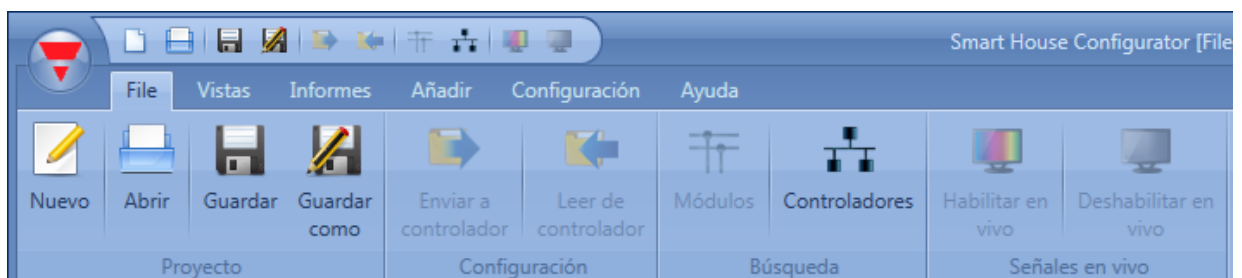 Smart House Configurator [File
File Vistas Informes Añadir Configuración Ayuda
Nuevo Abrir Guardar Guardar como Enviar a controlador Leer de controlador Módulos Controladores Habilitar en vivo Deshabilitar en vivo
Proyecto Configuración Búsqueda Señales en vivo